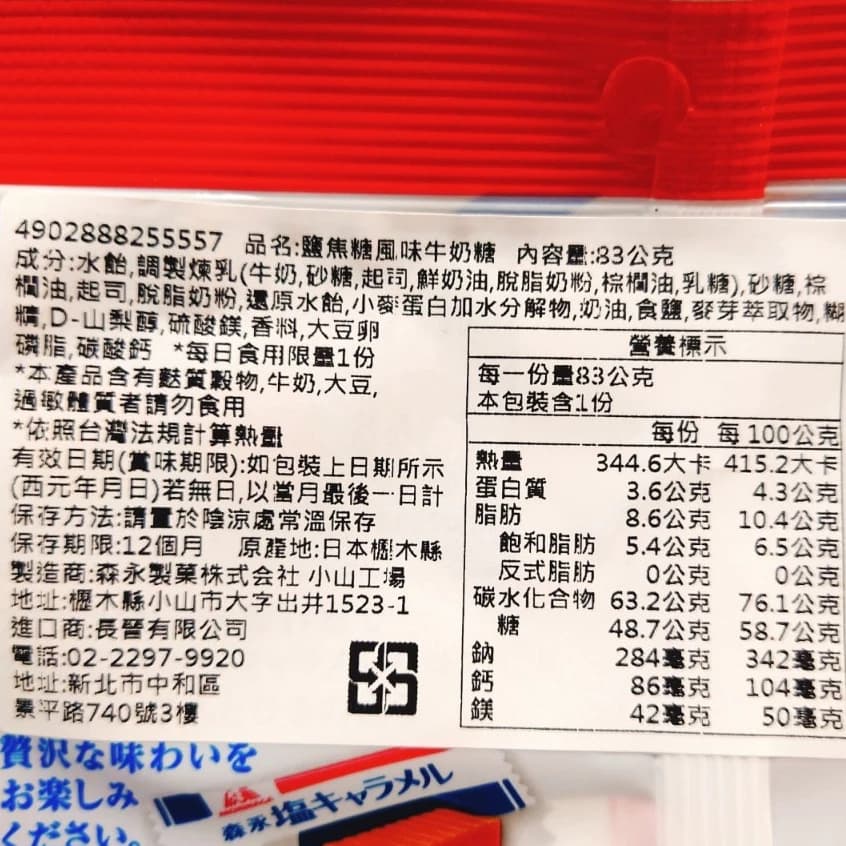 4902888255557 品名:鹽焦糖風味牛奶糖 內容量:83公克
成分:水飴,調製煉乳(牛奶,砂糖,起司,鮮奶油,脫脂奶粉,棕櫚油,乳糖),砂糖,棕
櫚油,起司,脫脂奶粉,還原水飴,小麥蛋白加水分解物,奶油,食鹽,麥芽萃取物,糊
精,D-山梨醇,硫酸鎂,香料,大豆卵
磷脂,碳酸鈣 *每日食用限量1份
*本產品含有麩質穀物,牛奶,大豆,
過敏體質者請勿食用
*依照台灣法規計算熱量
有效日期(賞味期限):如包裝上日期所示
(西元年月日)若無日,以當月最後一日計
保存方法:請置於陰涼處常溫保存
保存期限:12個月 原產地:日本櫪木縣
製造商:森永製菓株式会社 小山工場
地址:櫪木縣小山市大字出井1523-1
進口商:長晉有限公司
電話:02-2297-9920
地址:新北市中和區
景平路740號3樓
營養標示
每一份量83公克
本包裝含1份
每份 每100公克
熱量 344.6大卡 415.2大卡
蛋白質 3.6公克 4.3公克
脂肪 8.6公克 10.4公克
飽和脂肪 5.4公克 6.5公克
反式脂肪 0公克 0公克
碳水化合物 63.2公克 76.1公克
糖 48.7公克 58.7公克
鈉 284毫克 342毫克
鈣 86毫克 104毫克
鎂 42毫克 50毫克
贅沢な味わいを
お楽しみ
ください。
森永塩キャラメル